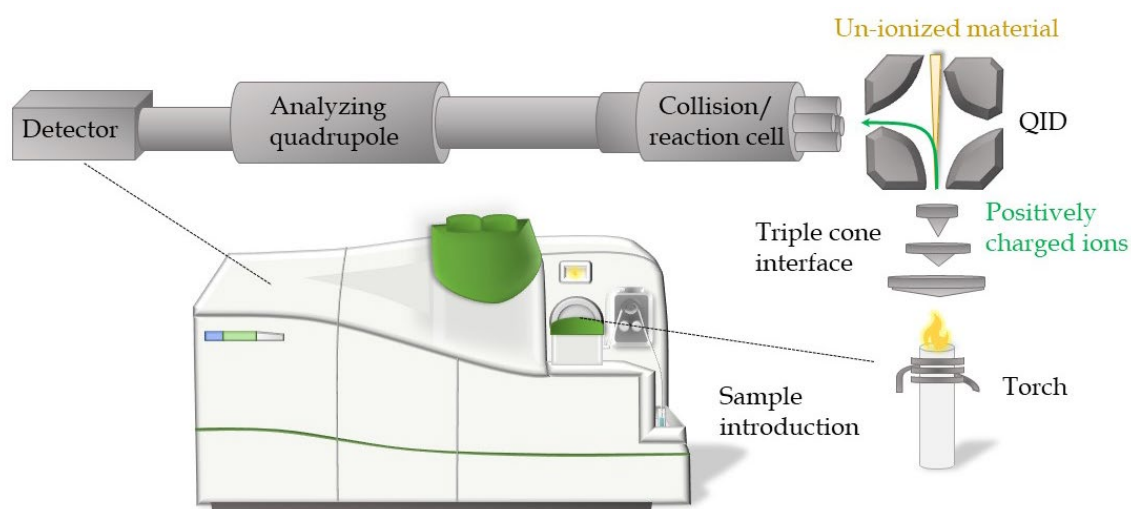 Un-ionized material
Detector
Analyzing
quadrupole
Collision/
reaction cell
QID
Triple cone
interface
Positively
charged ions
Sample
introduction
Torch